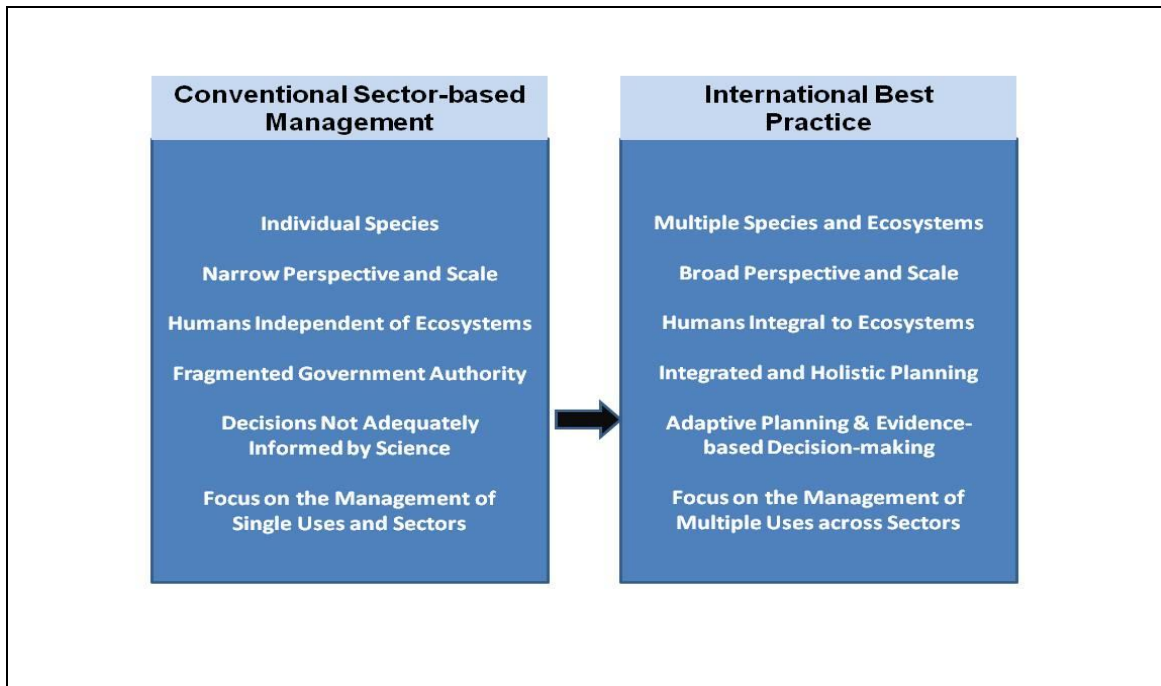 Conventional Sector-based
Management
Individual Species
Narrow Perspective and Scale
Humans Independent of Ecosystems
Fragmented Government Authority
Decisions Not Adequately
Informed by Science
Focus on the Management of
Single Uses and Sectors
International Best
Practice
Multiple Species and Ecosystems
Broad Perspective and Scale
Humans Integral to Ecosystems
Integrated and Holistic Planning
Adaptive Planning & Evidence-
based Decision-making
Focus on the Management of
Multiple Uses across Sectors